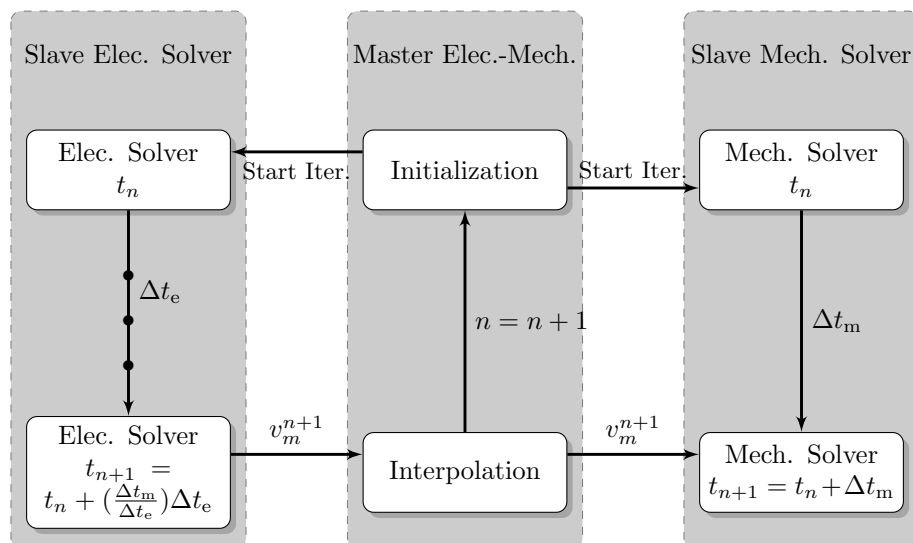 Slave Elec. Solver
Master Elec.-Mech.
Slave Mech. Solver
Elec. Solver
t_n
Start Iter.
Initialization
Start Iter.
Mech. Solver
t_n
Δt_e
n = n + 1
Δt_m
Elec. Solver
t_{n+1} =
t_n + (\frac{Δt_m}{Δt_e})Δt_e
v_m^{n+1}
Interpolation
v_m^{n+1}
Mech. Solver
t_{n+1} = t_n + Δt_m